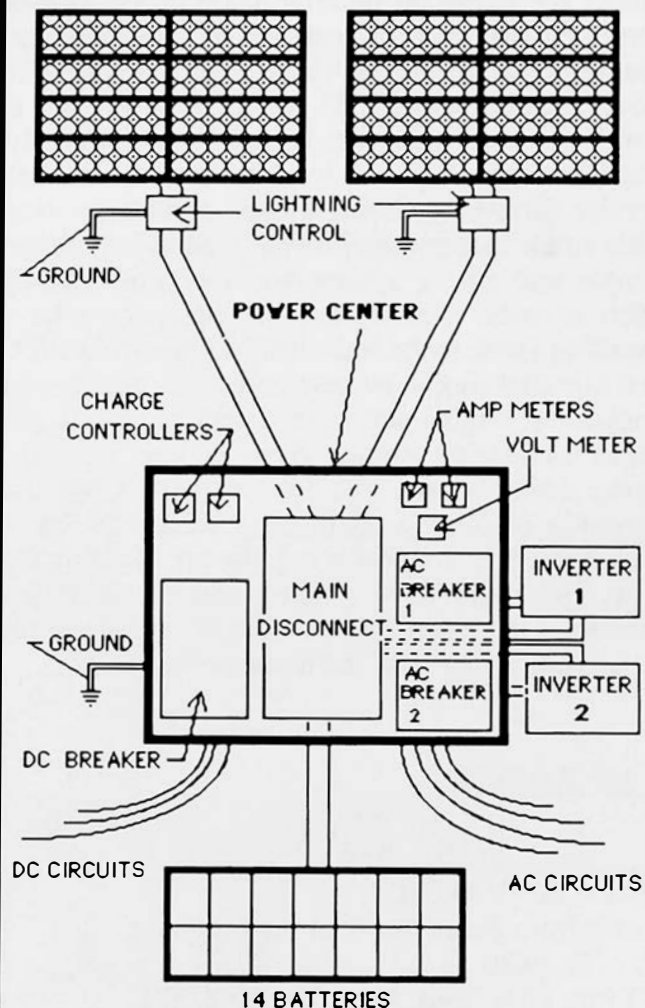 LIGHTNING
CONTROL
GROUND
POWER CENTER
CHARGE
CONTROLLERS
AMP METERS
VOLT METER
AC
BREAKER
1
INVERTER
1
MAIN
DISCONNECT
GROUND
AC
BREAKER
2
INVERTER
2
DC BREAKER
DC CIRCUITS
AC CIRCUITS
14 BATTERIES